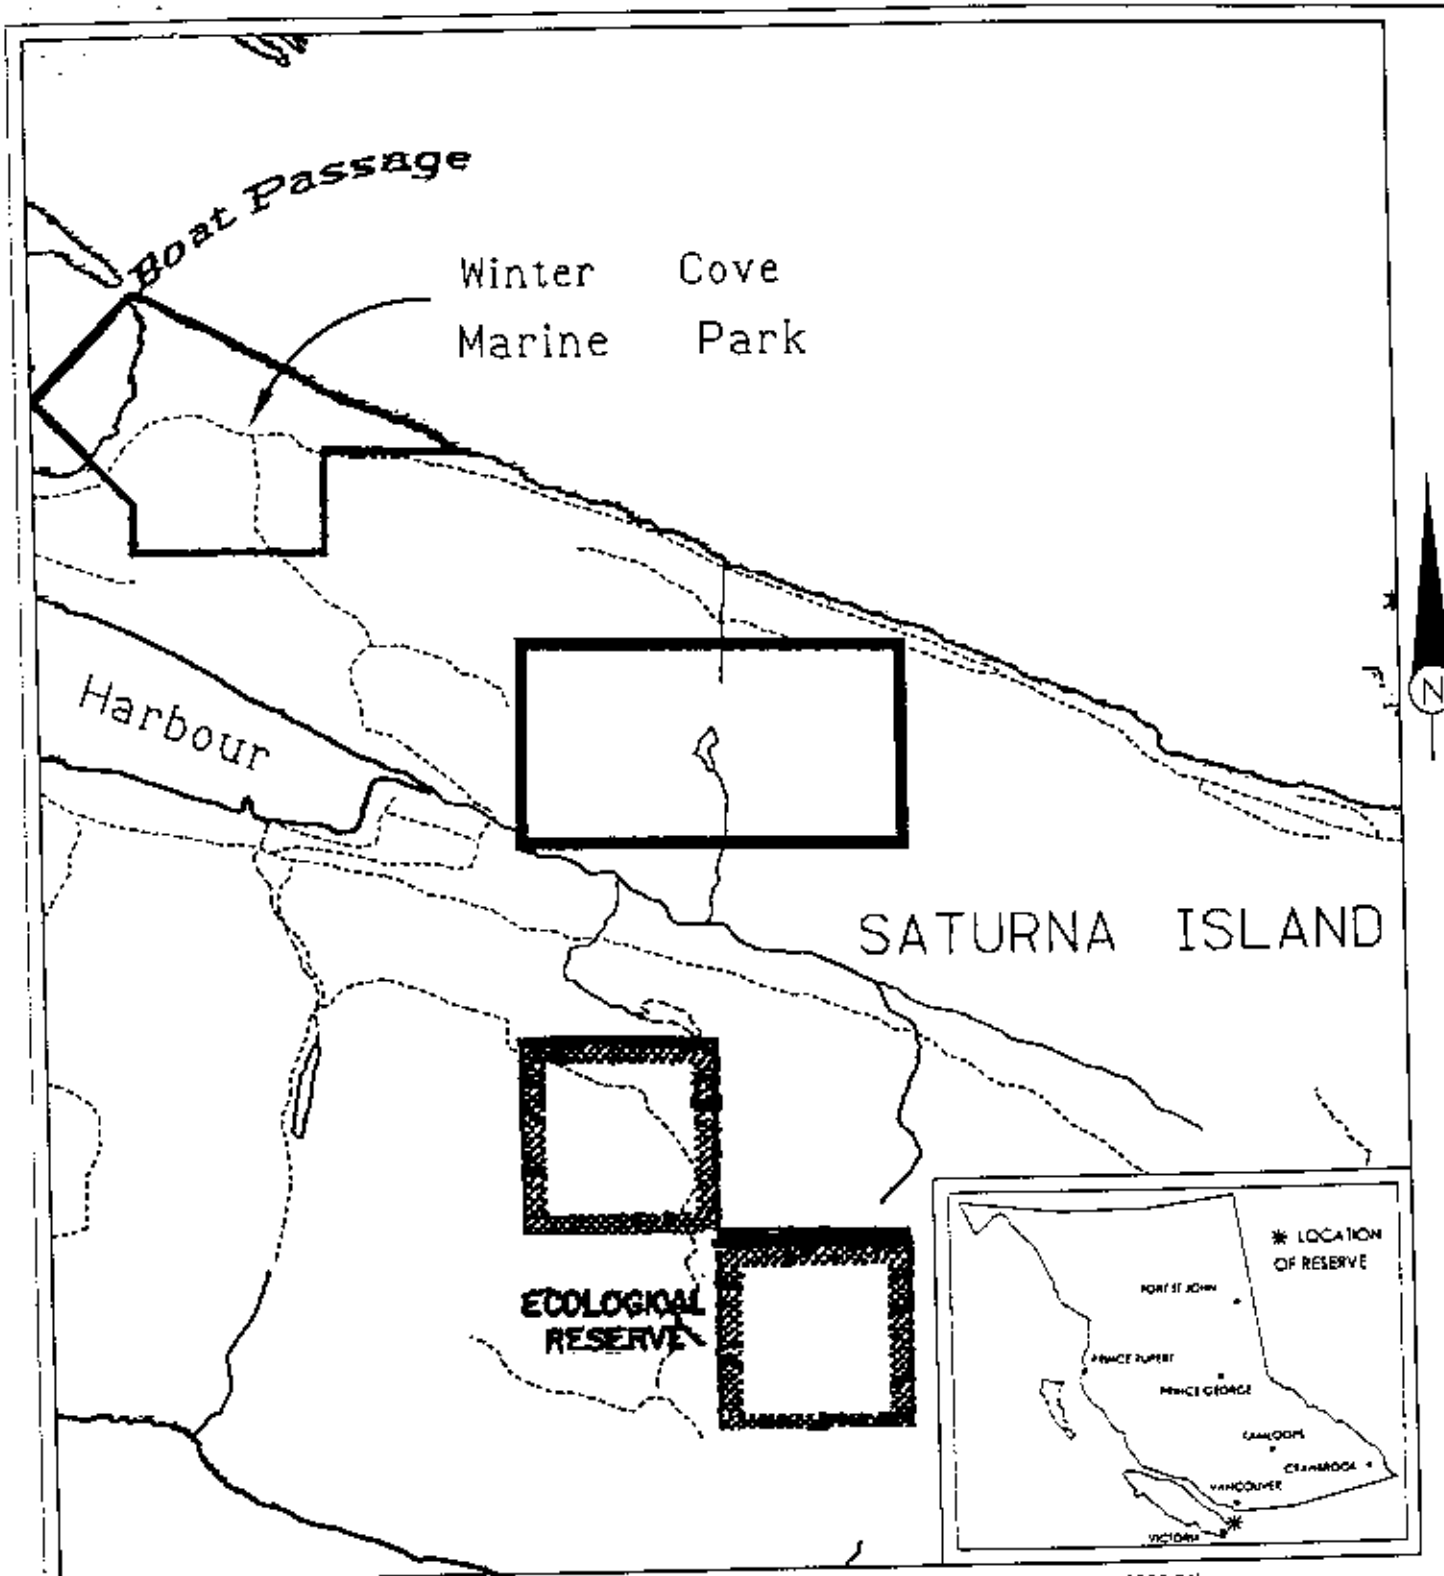 Boat Passage
Winter Cove
Marine Park
N
Harbour
SATURNA ISLAND
ECOLOGICAL
RESERVE
* LOCATION
OF RESERVE
FORT ST JOHN
PRINCE RUPERT
PRINCE GEORGE
KAMLOOPS
CRANBROOK
VANCOUVER
VICTORIA